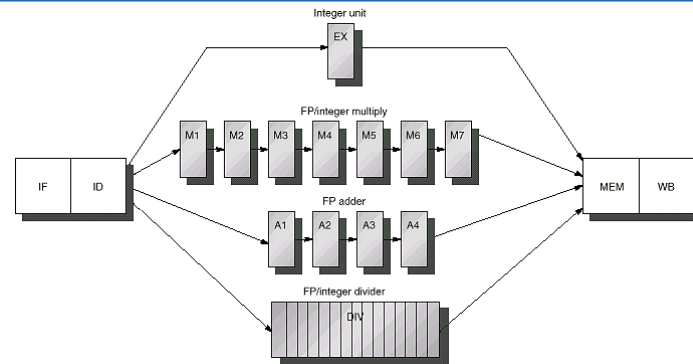 Integer unit
EX
FP/integer multiply
M1 M2 M3 M4 M5 M6 M7
IF ID MEM WB
FP adder
A1 A2 A3 A4
FP/integer divider
DIV